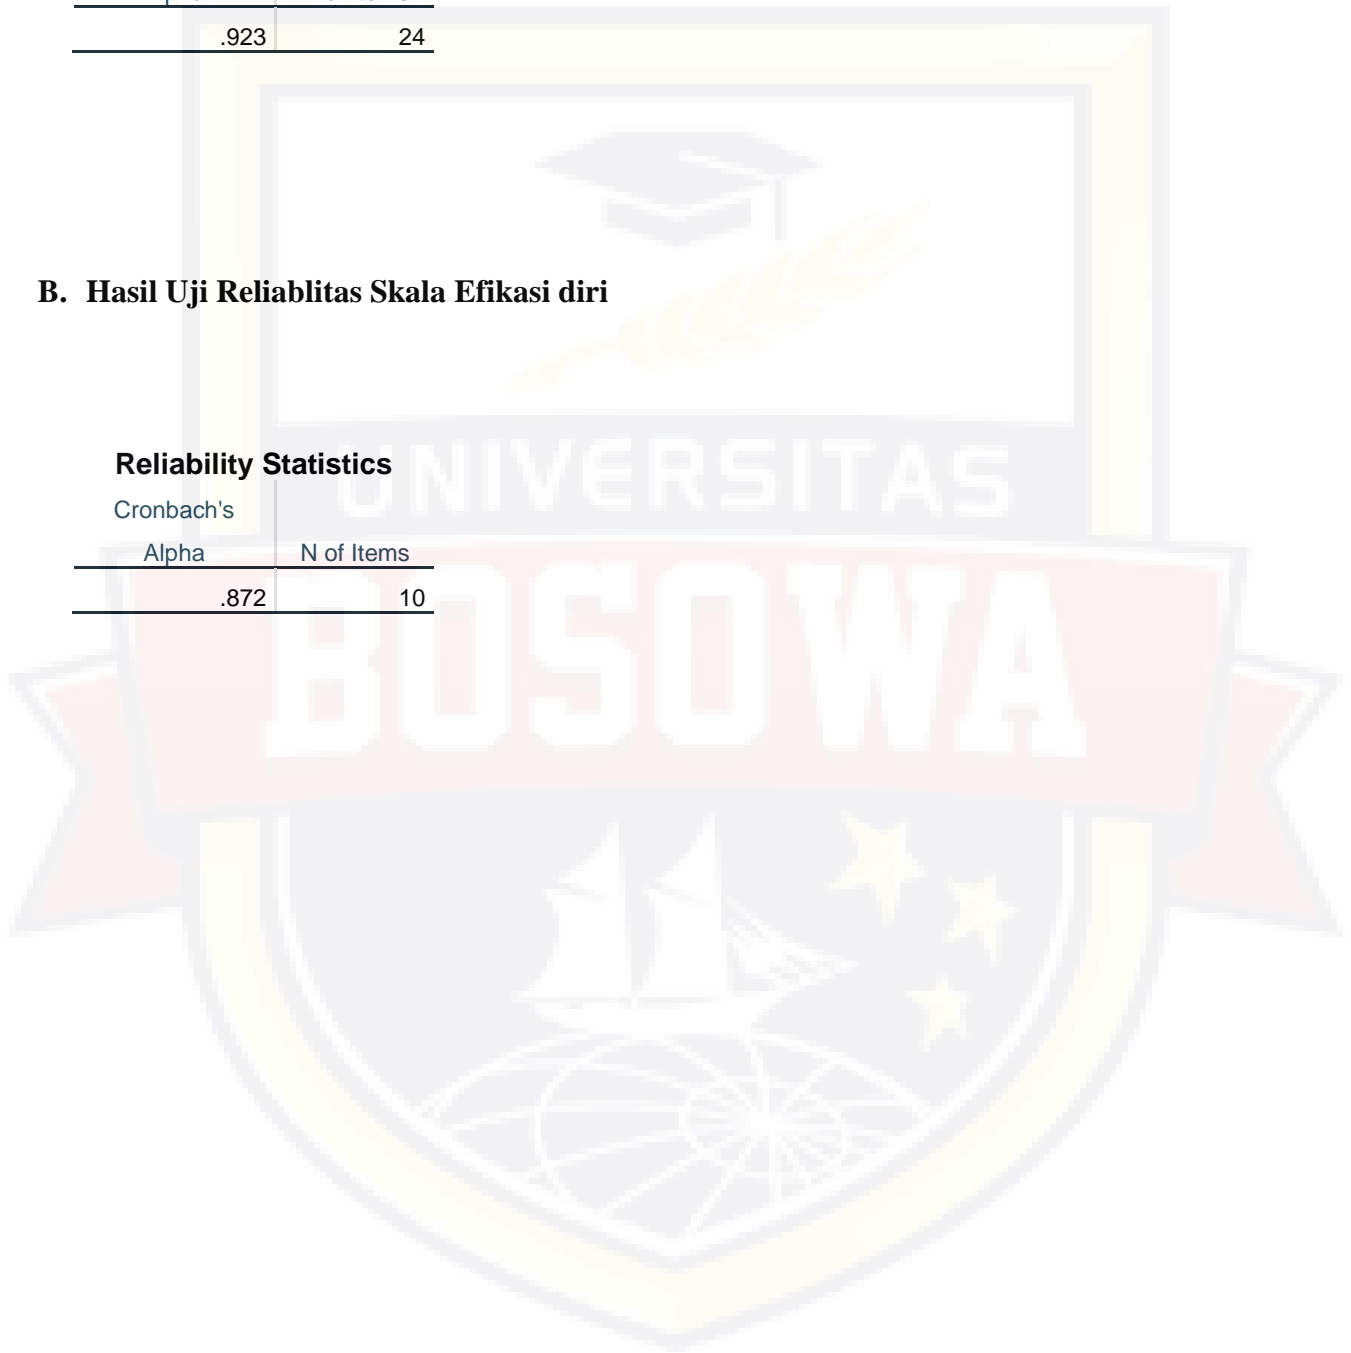 .923 24
B. Hasil Uji Reliablitas Skala Efikasi diri
Reliability Statistics
Cronbach's
Alpha N of Items
.872 10
UNIVERSITAS
BOSOWA